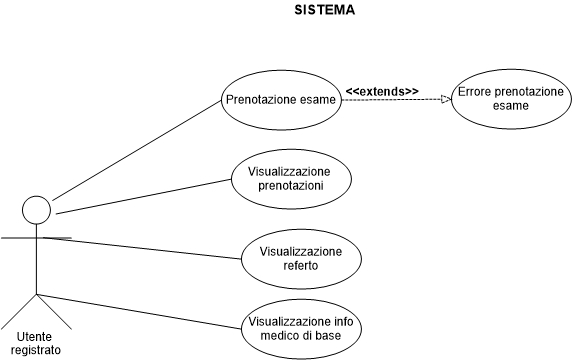 SISTEMA
Prenotazione esame
<<extends>>
Errore prenotazione
esame
Visualizzazione
prenotazioni
Visualizzazione
referto
Visualizzazione info
medico di base
Utente
registrato